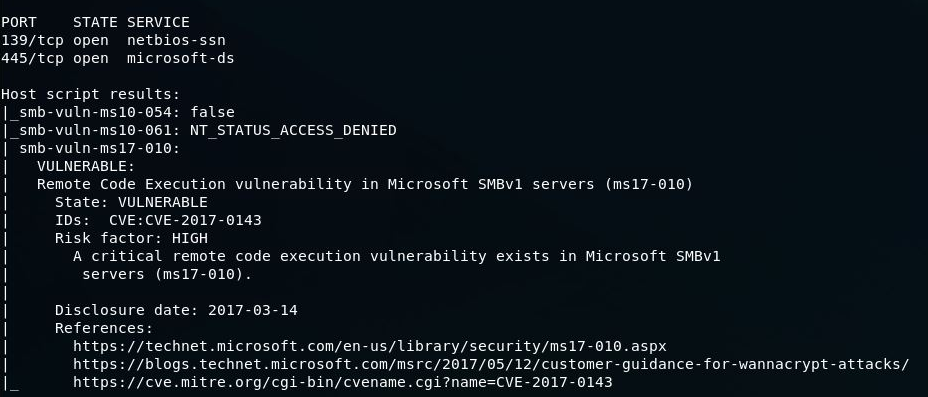 PORT    STATE SERVICE
139/tcp open  netbios-ssn
445/tcp open  microsoft-ds

Host script results:
|_smb-vuln-ms10-054: false
|_smb-vuln-ms10-061: NT_STATUS_ACCESS_DENIED
| smb-vuln-ms17-010:
|   VULNERABLE:
|   Remote Code Execution vulnerability in Microsoft SMBv1 servers (ms17-010)
|     State: VULNERABLE
|     IDs:  CVE:CVE-2017-0143
|     Risk factor: HIGH
|       A critical remote code execution vulnerability exists in Microsoft SMBv1
|        servers (ms17-010).
|
|     Disclosure date: 2017-03-14
|     References:
|       https://technet.microsoft.com/en-us/library/security/ms17-010.aspx
|       https://blogs.technet.microsoft.com/msrc/2017/05/12/customer-guidance-for-wannacrypt-attacks/
|_      https://cve.mitre.org/cgi-bin/cvename.cgi?name=CVE-2017-0143